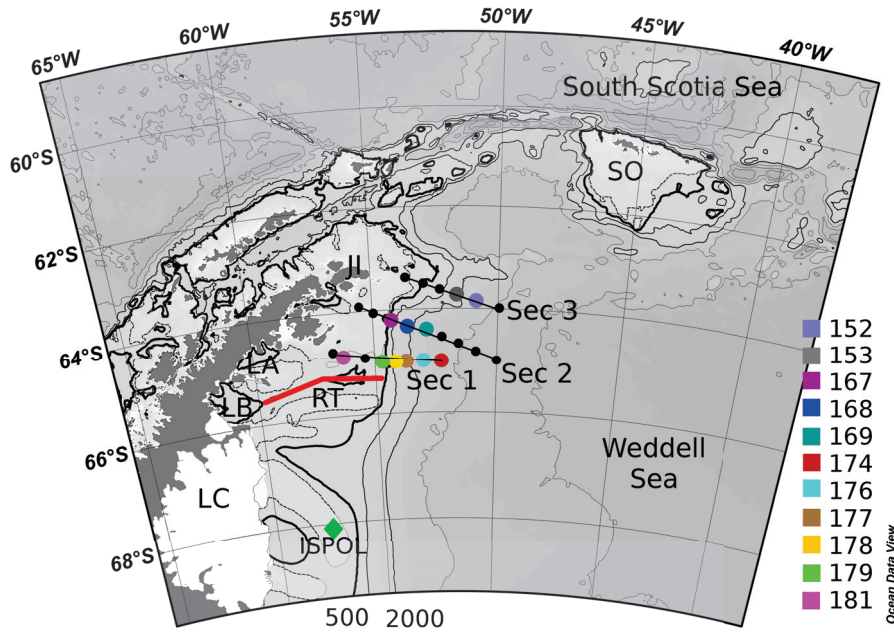 65°W
60°W
55°W
50°W
45°W
40°W
South Scotia Sea
60°S
SO
62°S
JI
Sec 3
64°S
LA
Sec 1
Sec 2
RT
LB
66°S
Weddell
Sea
LC
ISPOL
68°S
500 2000
152
153
167
168
169
174
176
177
178
179
181
Ocean Data View